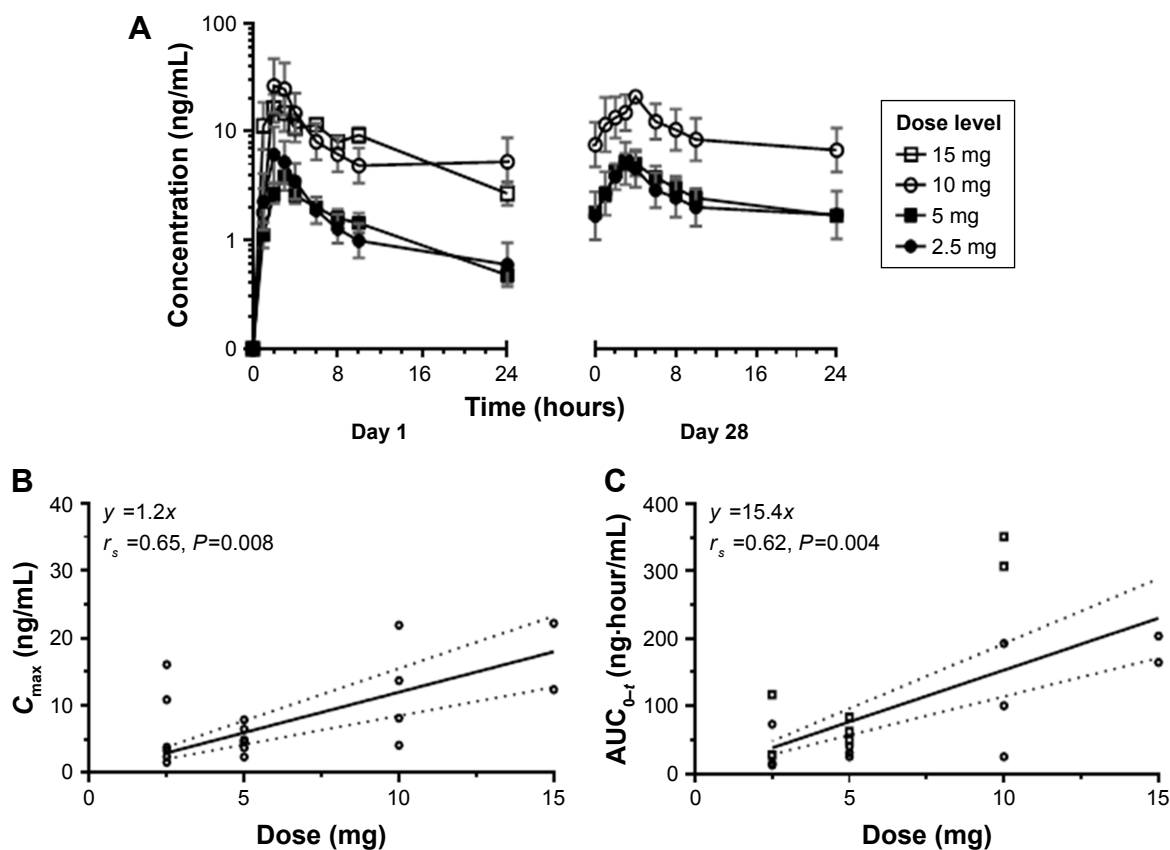 A
Concentration (ng/mL)
100
10
1
0
0 8 16 24
0 8 16 24
Time (hours)
Day 1
Day 28
Dose level
15 mg
10 mg
5 mg
2.5 mg
B
y =1.2x
r_s =0.65, P=0.008
C_max (ng/mL)
40
30
20
10
0
0 5 10 15
Dose (mg)
C
y =15.4x
r_s =0.62, P=0.004
AUC_0–t (ng·hour/mL)
400
300
200
100
0
0 5 10 15
Dose (mg)